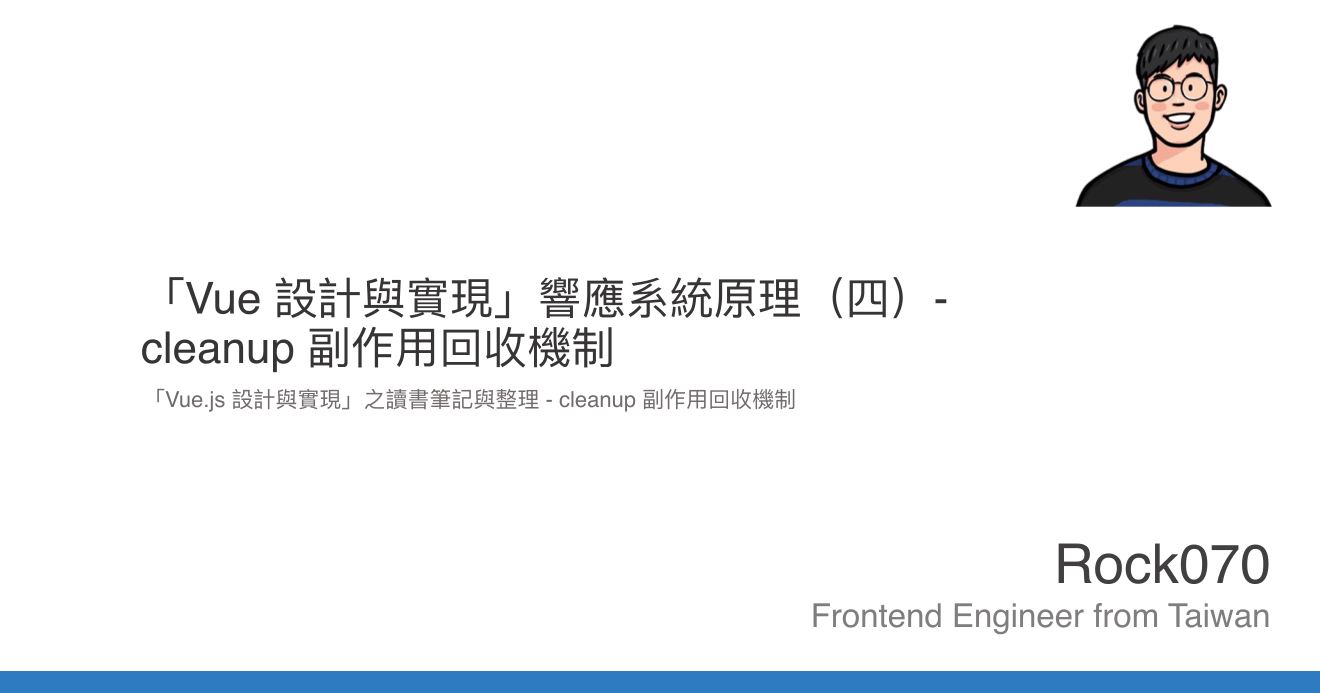 「Vue 設計與實現」響應系統原理（四）-
cleanup 副作用回收機制
「Vue.js 設計與實現」之讀書筆記與整理 - cleanup 副作用回收機制
Rock070
Frontend Engineer from Taiwan